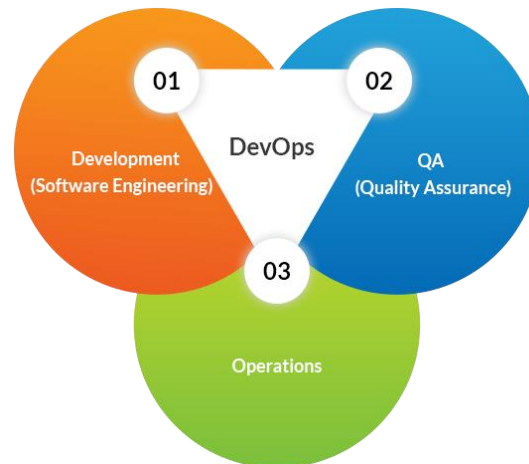 01
02
DevOps
Development
(Software Engineering)
QA
(Quality Assurance)
03
Operations